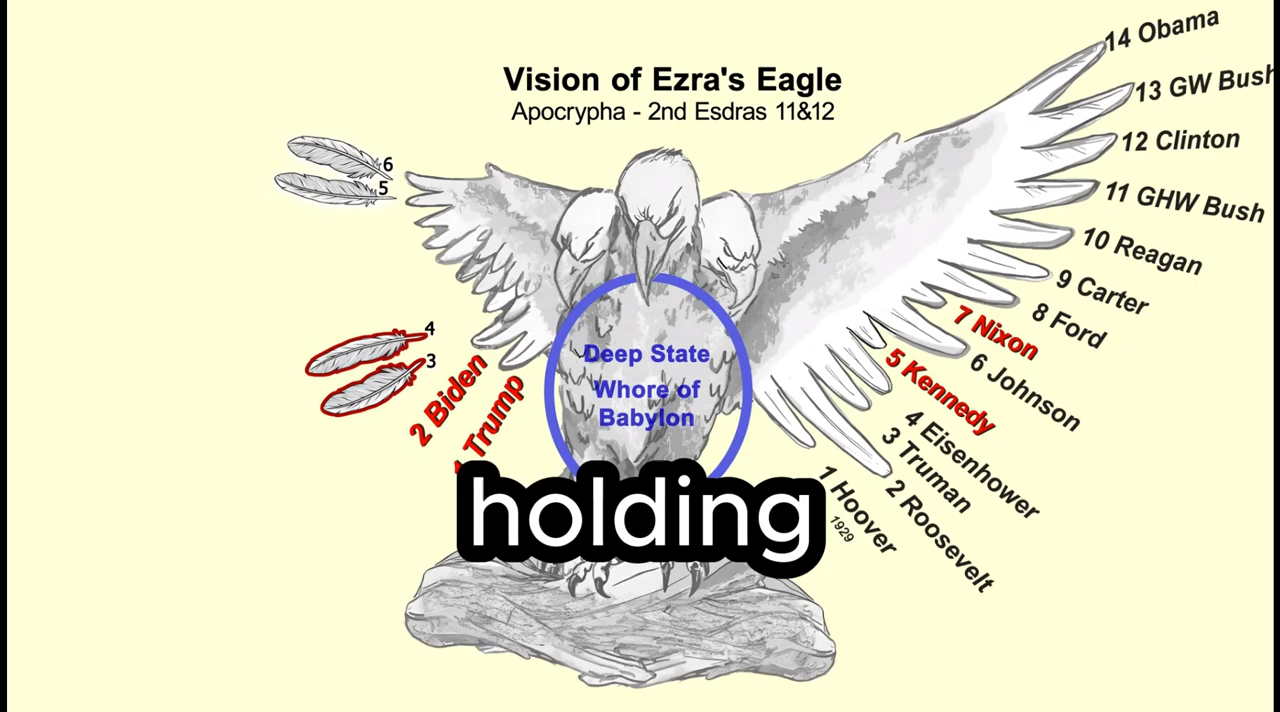 Vision of Ezra's Eagle
Apocrypha - 2nd Esdras 11&12
14 Obama
13 GW Bush
12 Clinton
11 GHW Bush
10 Reagan
9 Carter
8 Ford
7 Nixon
6 Johnson
5 Kennedy
4 Eisenhower
3 Truman
2 Roosevelt
1 Hoover
1929
6
5
4
3
2 Biden
Trump
Deep State
Whore of
Babylon
holding